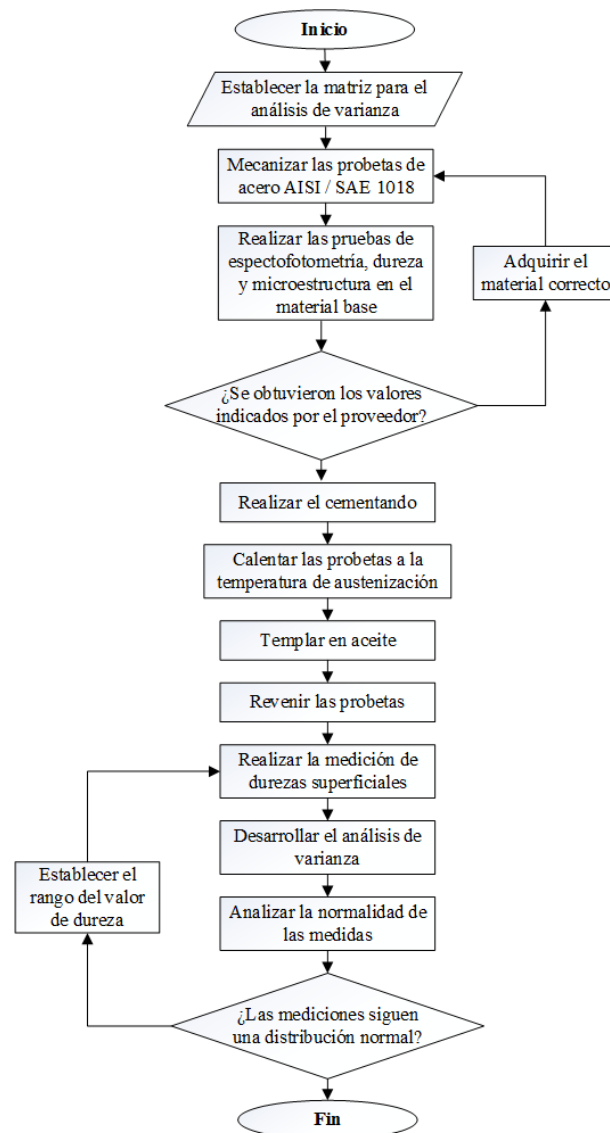 Inicio
Establecer la matriz para el
análisis de varianza
Mecanizar las probetas de
acero AISI / SAE 1018
Realizar las pruebas de
espectofotometría, dureza
y microestructura en el
material base
Adquirir el
material correcto
¿Se obtuvieron los valores
indicados por el proveedor?
Realizar el cementando
Calentar las probetas a la
temperatura de austenización
Templar en aceite
Revenir las probetas
Realizar la medición de
durezas superficiales
Desarrollar el análisis de
varianza
Establecer el
rango del valor
de dureza
Analizar la normalidad de
las medidas
¿Las mediciones siguen
una distribución normal?
Fin